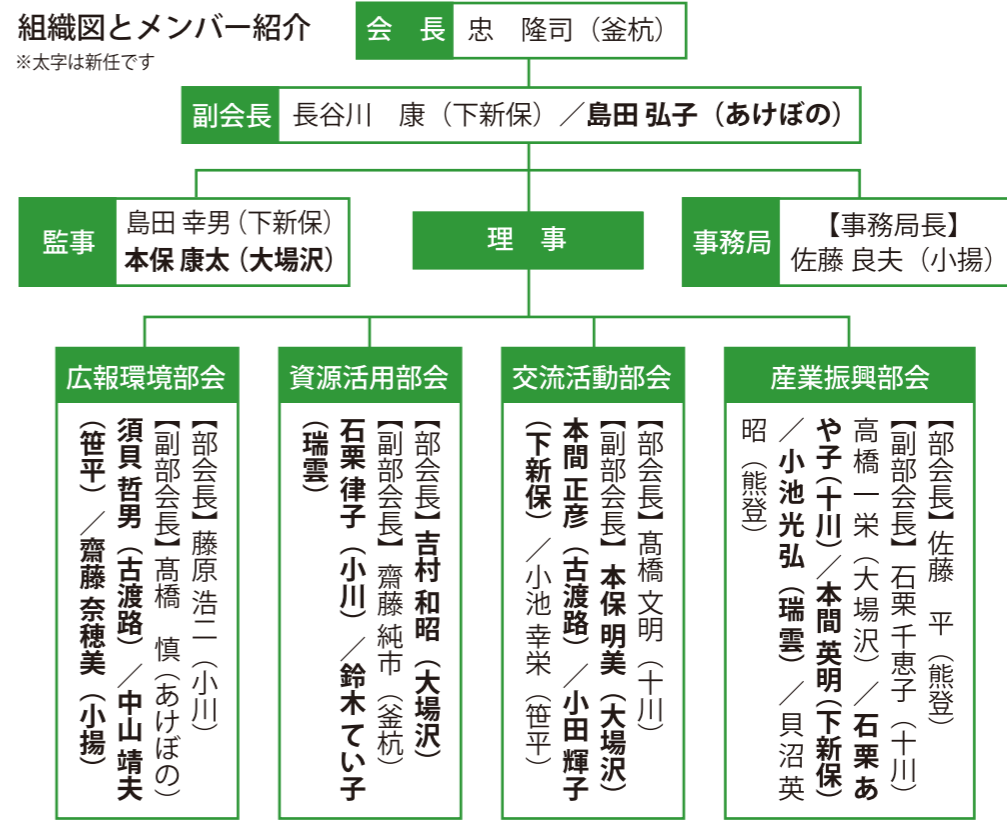 組織図とメンバー紹介
※太字は新任です
会　長
忠　隆司（釜杭）
副会長
長谷川　康（下新保）／島田 弘子（あけぼの）
監事
島田 幸男（下新保）
本保 康太（大場沢）
理　事
事務局
【事務局長】
佐藤 良夫（小揚）
広報環境部会
【部会長】藤原 浩二（小川）
【副部会長】髙橋　慎（あけぼの）
須貝 哲男（古渡路）／中山 靖夫
（笹平）／齋藤 奈穂美（小揚）
資源活用部会
【部会長】吉村 和昭（大場沢）
【副部会長】齋藤 純市（釜杭）
石栗 律子（小川）／鈴木 てい子
（瑞雲）
交流活動部会
【部会長】髙橋 文明（十川）
【副部会長】本保 明美（大場沢）
本間 正彦（古渡路）／小田 輝子
（下新保）／小池 幸栄（笹平）
産業振興部会
【部会長】佐藤　平（熊登）
【副部会長】石栗 千恵子（十川）
高橋 一栄（大場沢）／石栗 あ
や子（十川）／本間 英明（下新保）
／小池 光弘（瑞雲）／貝沼 英
昭（熊登）